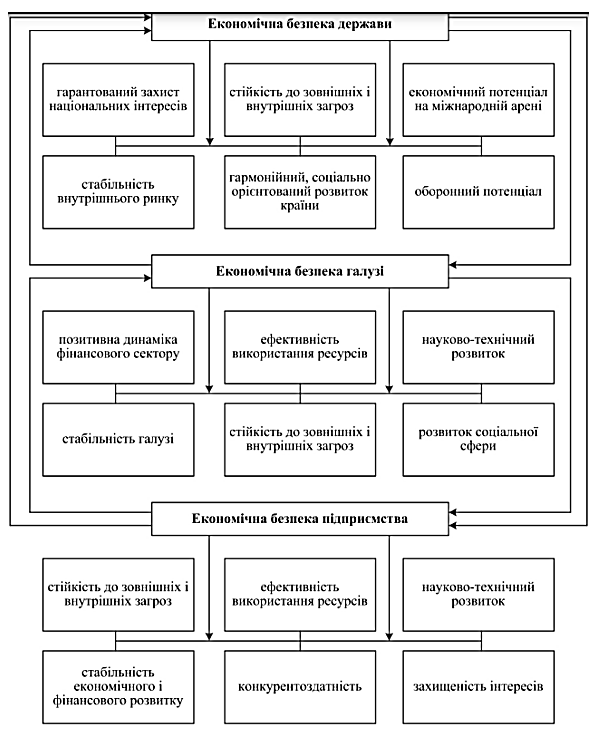 Економічна безпека держави
гарантований захист
національних інтересів
стійкість до зовнішніх і
внутрішніх загроз
економічний потенціал
на міжнародній арені
стабільність
внутрішнього ринку
гармонійний, соціально
орієнтований розвиток
країни
оборонний потенціал
Економічна безпека галузі
позитивна динаміка
фінансового сектору
ефективність
використання ресурсів
науково-технічний
розвиток
стабільність галузі
стійкість до зовнішніх і
внутрішніх загроз
розвиток соціальної
сфери
Економічна безпека підприємства
стійкість до зовнішніх і
внутрішніх загроз
ефективність
використання ресурсів
науково-технічний
розвиток
стабільність
економічного і
фінансового розвитку
конкурентоздатність
захищеність інтересів